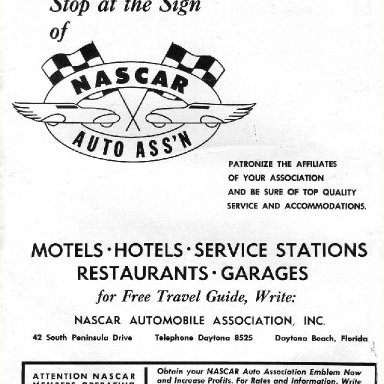 Stop at the Sign
of
NASCAR
AUTO ASS'N
PATRONIZE THE AFFILIATES
OF YOUR ASSOCIATION
AND BE SURE OF TOP QUALITY
SERVICE AND ACCOMMODATIONS.
MOTELS · HOTELS · SERVICE STATIONS
RESTAURANTS · GARAGES
for Free Travel Guide, Write:
NASCAR AUTOMOBILE ASSOCIATION, INC.
42 South Peninsula Drive Telephone Daytona 8525 Daytona Beach, Florida
ATTENTION NASCAR
MEMBERS OPERATING
Obtain your NASCAR Auto Association Emblem Now
and Increase Profits. For Rates and Information, Write